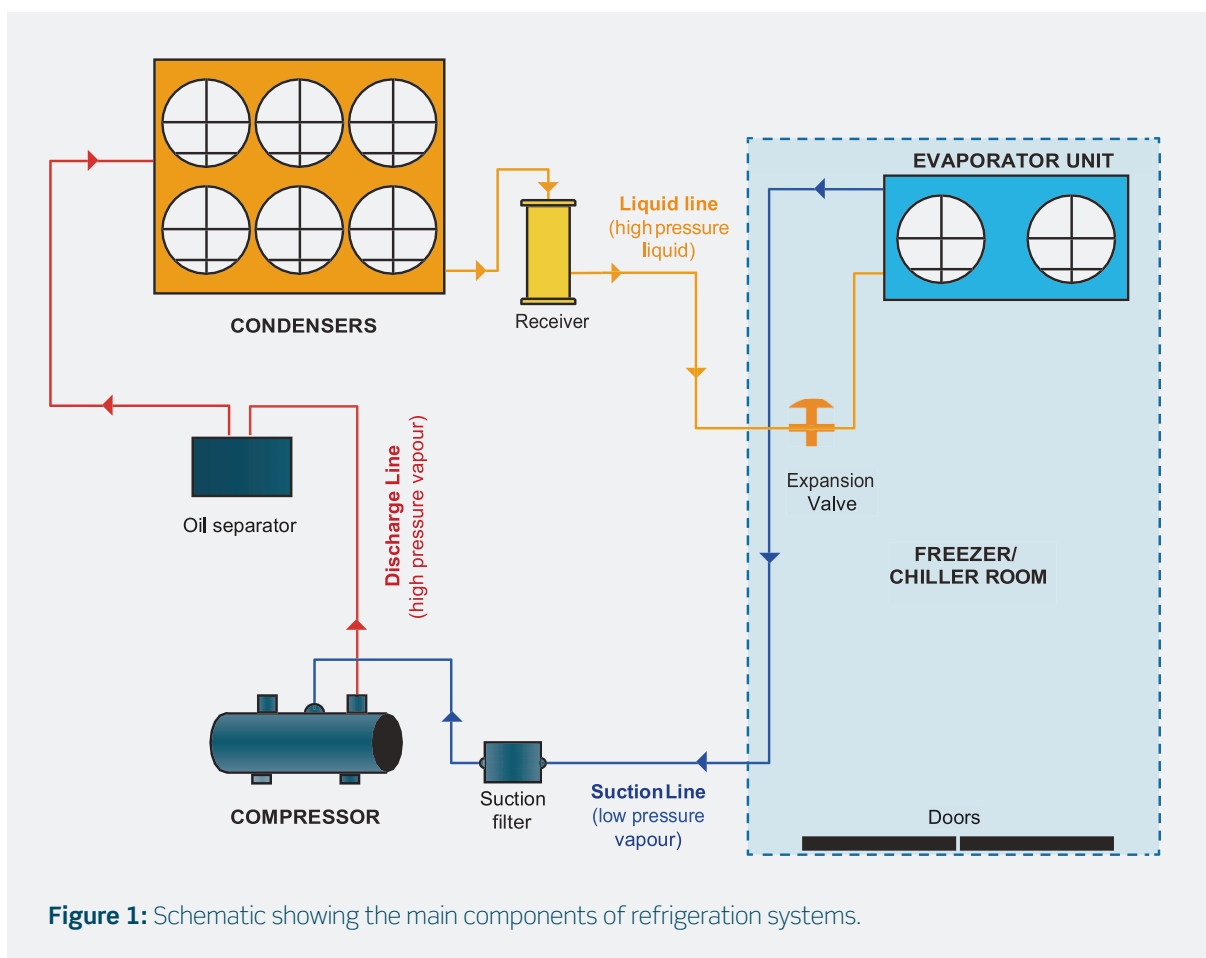 EVAPORATOR UNIT
Liquid line
(high pressure
liquid)
Receiver
CONDENSERS
Discharge Line
(high pressure vapour)
Expansion
Valve
Oil separator
FREEZER/
CHILLER ROOM
COMPRESSOR
Suction
filter
Suction Line
(low pressure
vapour)
Doors
Figure 1: Schematic showing the main components of refrigeration systems.